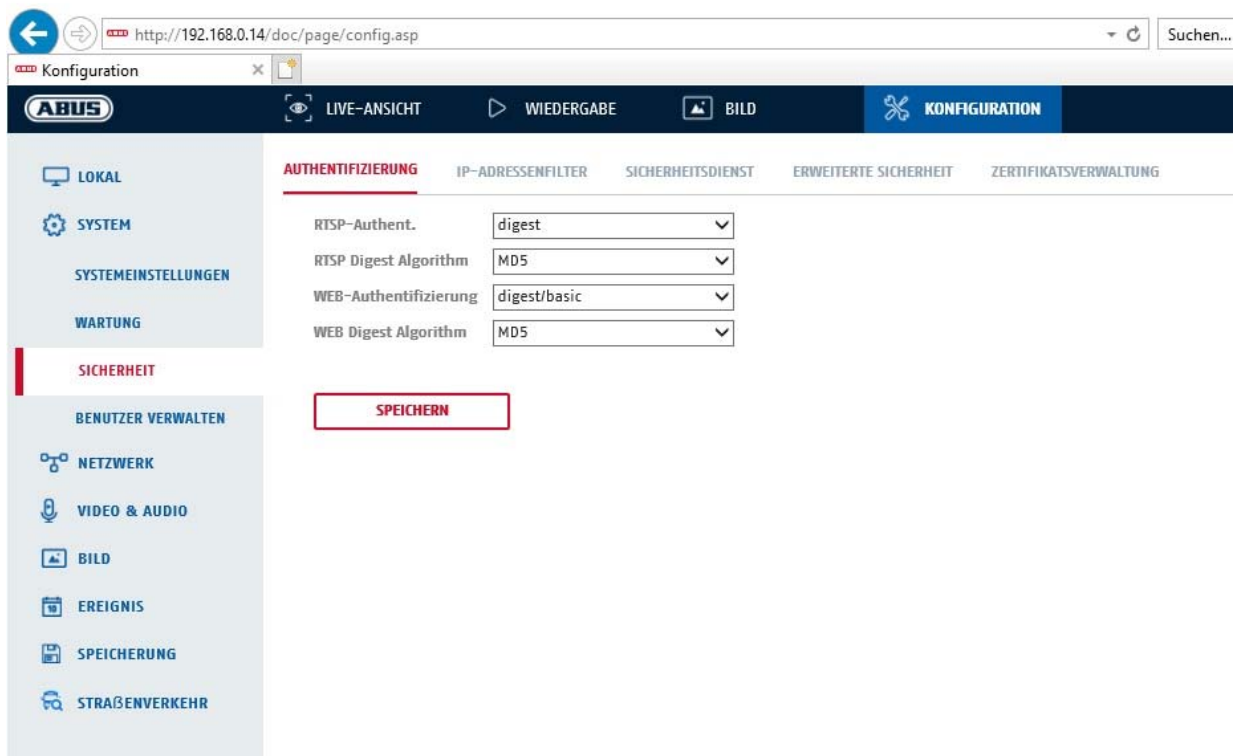 http://192.168.0.14/doc/page/config.asp
Suchen...
Konfiguration
ABUS
LIVE-ANSICHT
WIEDERGABE
BILD
KONFIGURATION
LOKAL
SYSTEM
SYSTEMEINSTELLUNGEN
WARTUNG
SICHERHEIT
BENUTZER VERWALTEN
NETZWERK
VIDEO & AUDIO
BILD
EREIGNIS
SPEICHERUNG
STRAßENVERKEHR
AUTHENTIFIZIERUNG
IP-ADRESSENFILTER
SICHERHEITSDIENST
ERWEITERTE SICHERHEIT
ZERTIFIKATSVERWALTUNG
RTSP-Authent. digest
RTSP Digest Algorithm MD5
WEB-Authentifizierung digest/basic
WEB Digest Algorithm MD5
SPEICHERN